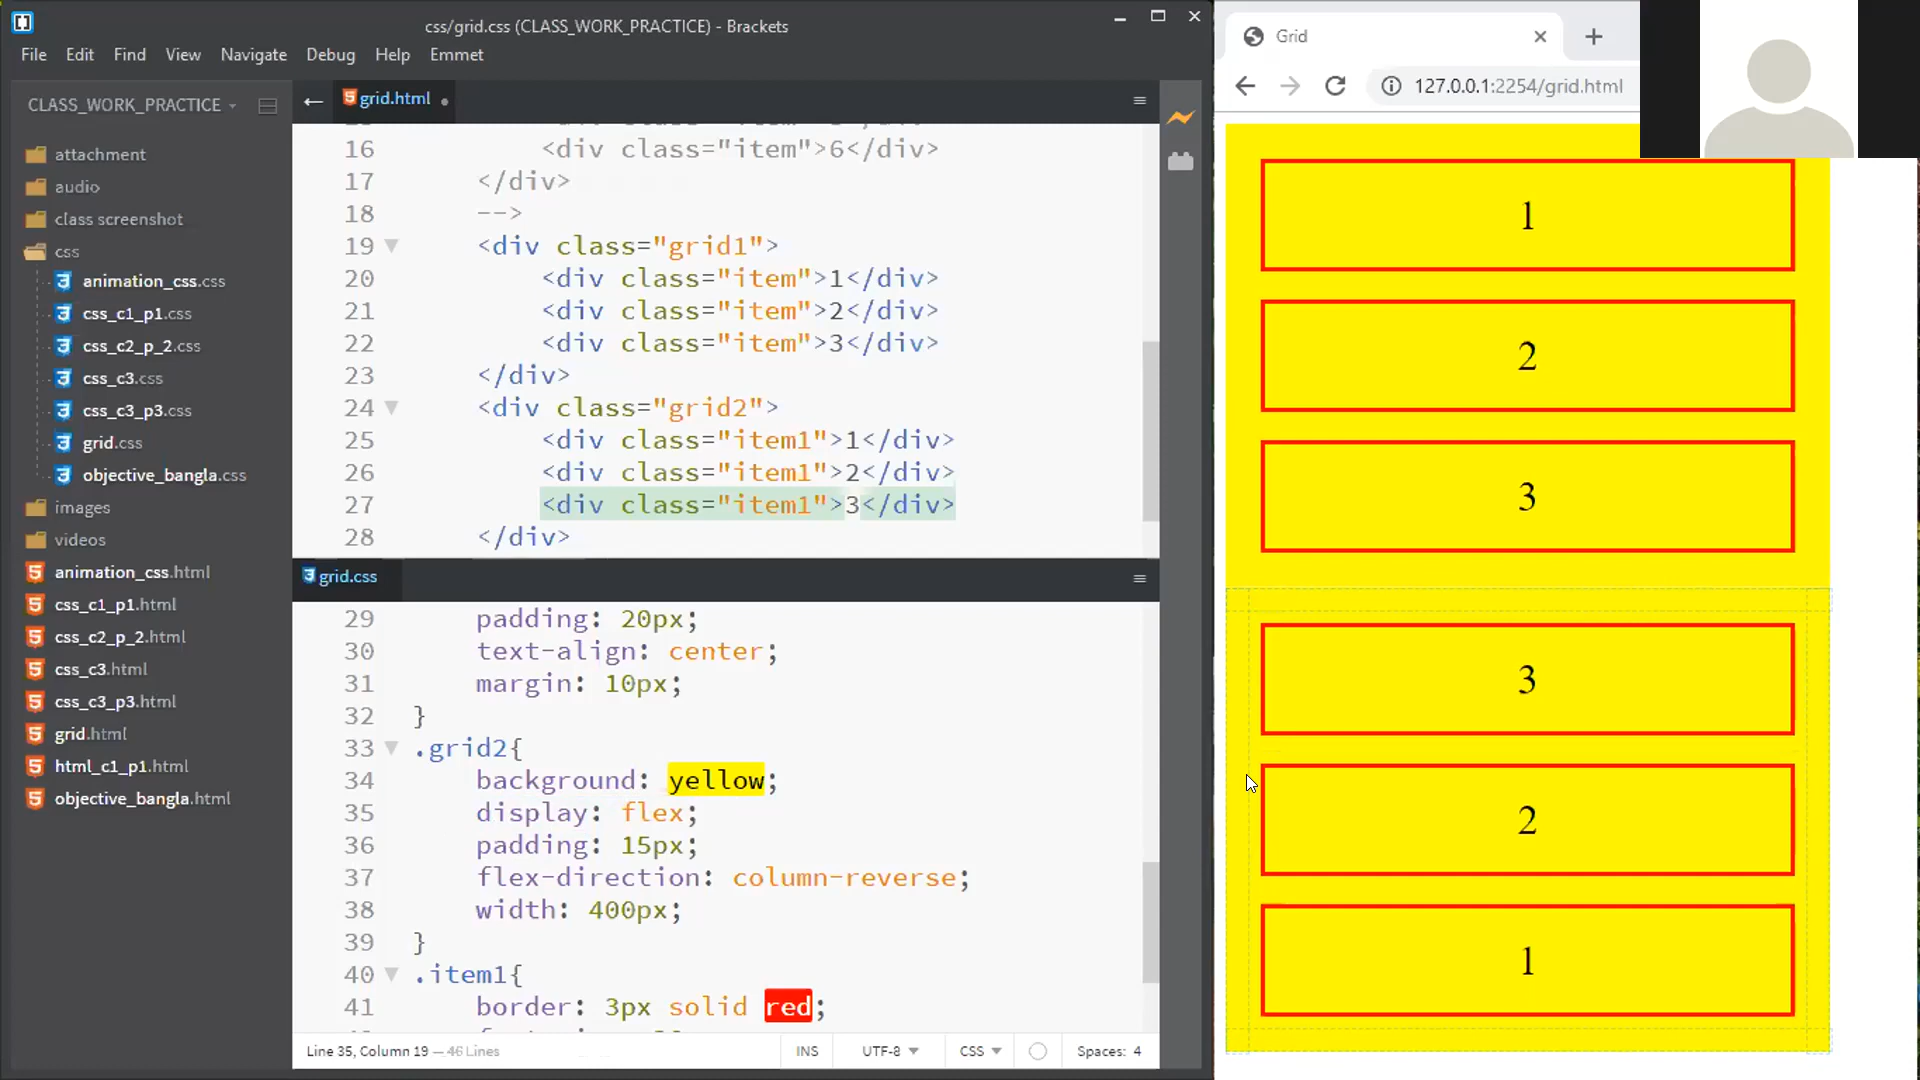 css/grid.css (CLASS_WORK_PRACTICE) - Brackets
File Edit Find View Navigate Debug Help Emmet
CLASS_WORK_PRACTICE
attachment
audio
class screenshot
css
animation_css.css
css_c1_p1.css
css_c2_p_2.css
css_c3.css
css_c3_p3.css
grid.css
objective_bangla.css
images
videos
animation_css.html
css_c1_p1.html
css_c2_p_2.html
css_c3.html
css_c3_p3.html
grid.html
html_c1_p1.html
objective_bangla.html
grid.html
16 <div class="item">6</div>
17 </div>
18 -->
19 <div class="grid1">
20 <div class="item">1</div>
21 <div class="item">2</div>
22 <div class="item">3</div>
23 </div>
24 <div class="grid2">
25 <div class="item1">1</div>
26 <div class="item1">2</div>
27 <div class="item1">3</div>
28 </div>
grid.css
29 padding: 20px;
30 text-align: center;
31 margin: 10px;
32 }
33 .grid2{
34 background: yellow;
35 display: flex;
36 padding: 15px;
37 flex-direction: column-reverse;
38 width: 400px;
39 }
40 .item1{
41 border: 3px solid red;
Line 35, Column 19 — 46 Lines
INS UTF-8 CSS Spaces: 4
Grid
127.0.0.1:2254/grid.html
1
2
3
3
2
1